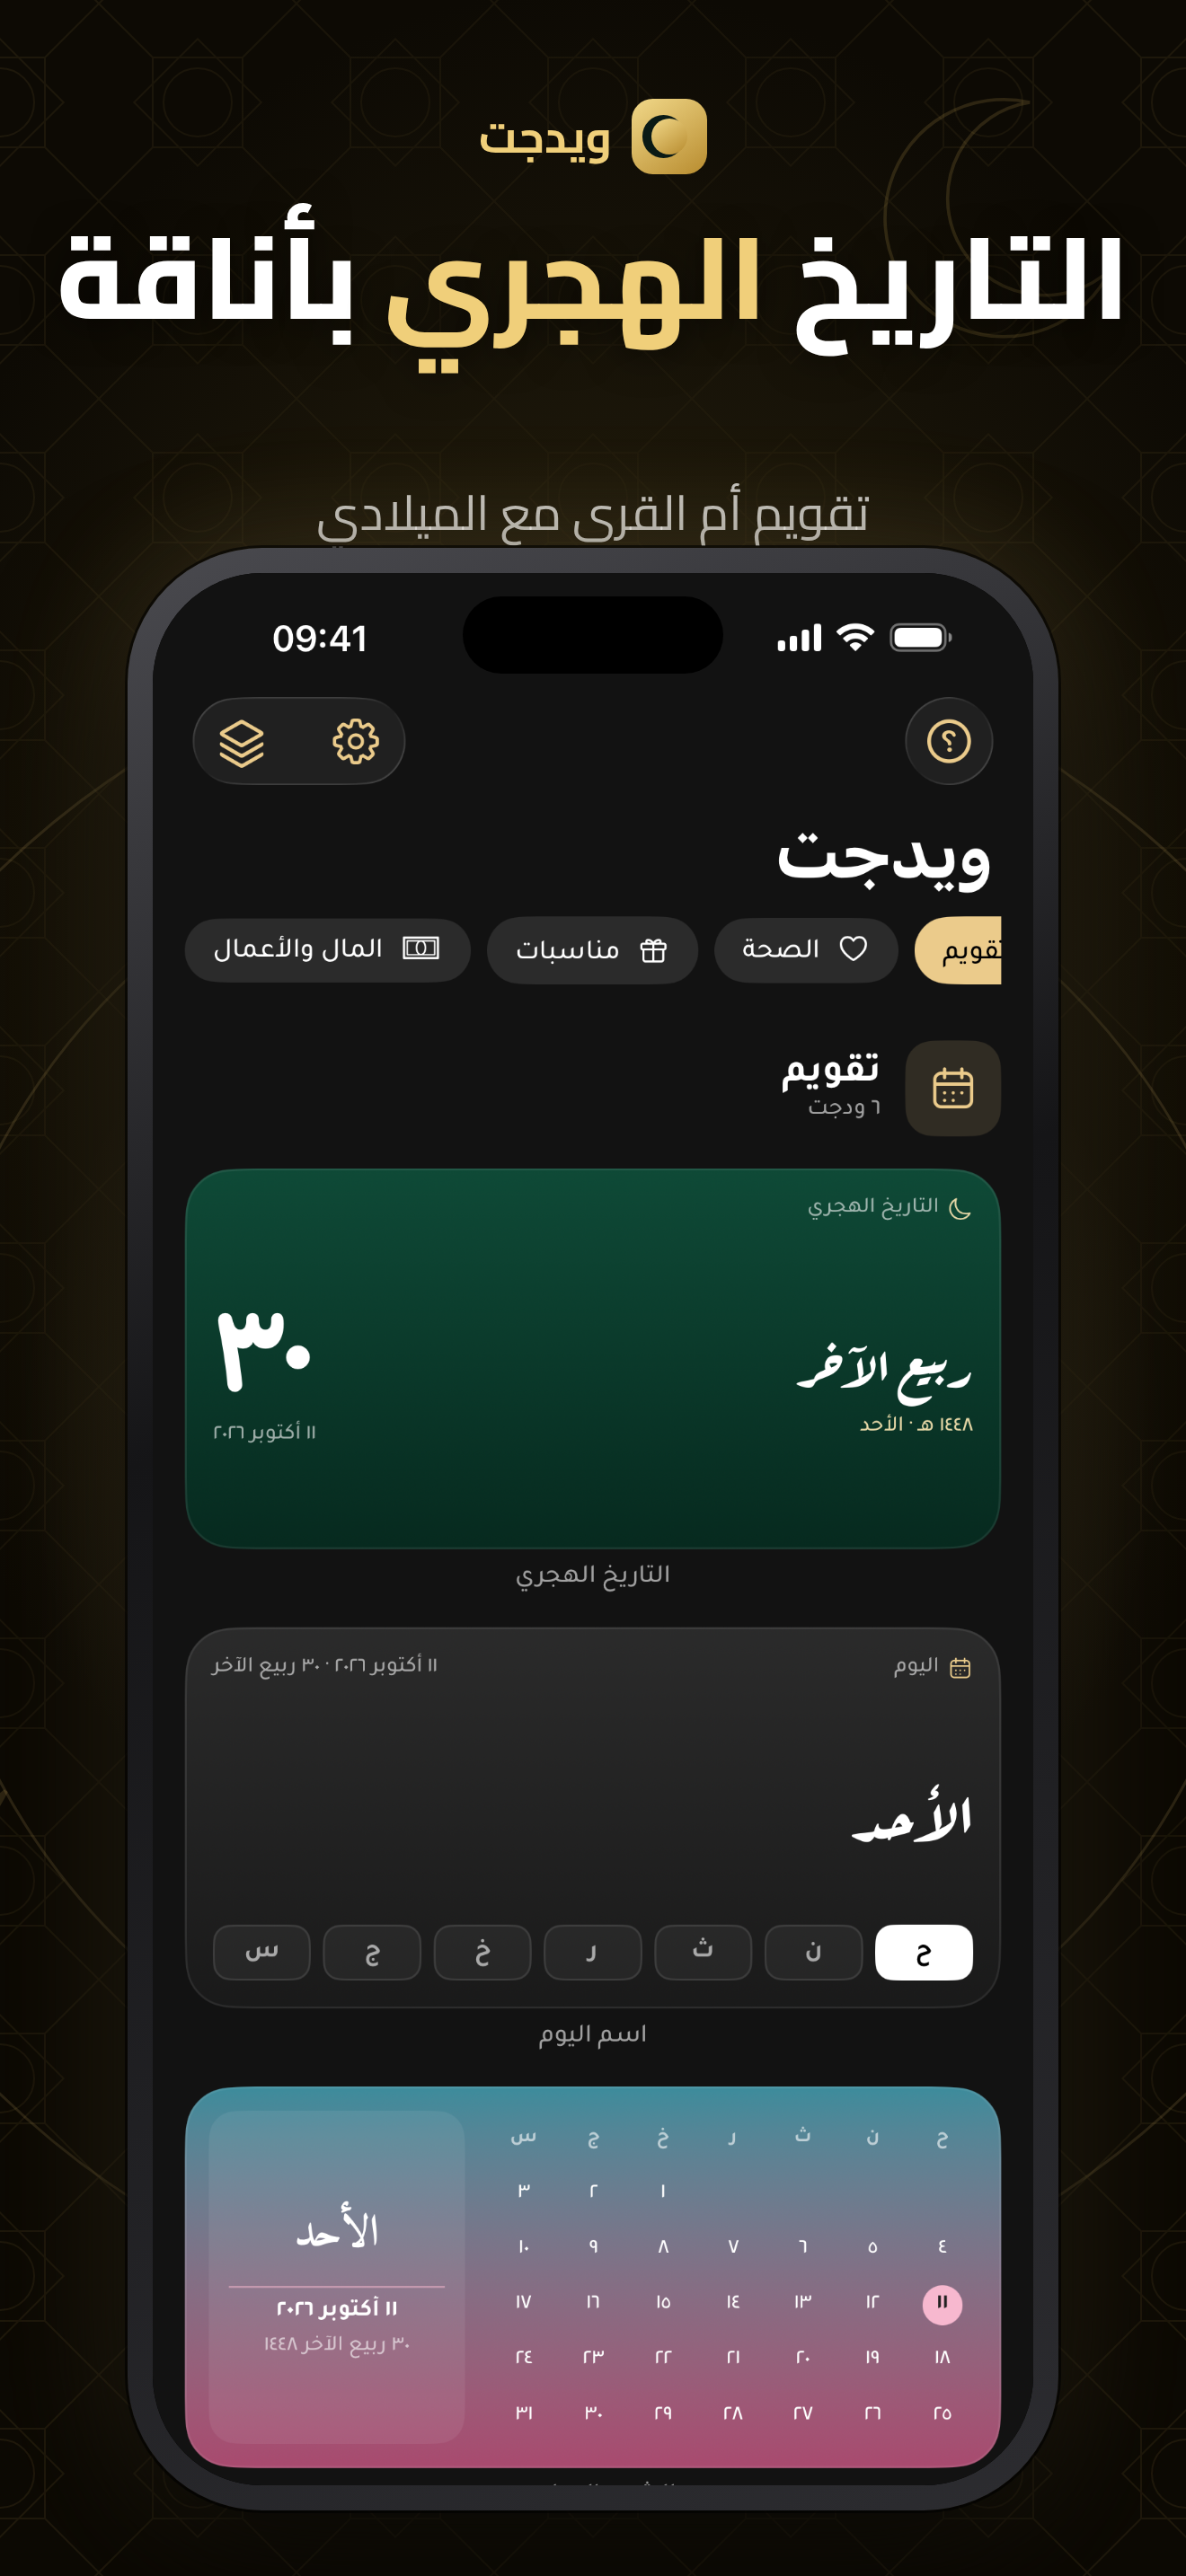 ويدجت
التاريخ الهجري بأناقة
تقويم أم القرى مع الميلادي
09:41
ويدجت
تقويم الصحة مناسبات المال والأعمال
تقويم
٦ ودجت
التاريخ الهجري
ربيع الآخر
١٤٤٨ هـ · الأحد
٣٠
١١ أكتوبر ٢٠٢٦
التاريخ الهجري
اليوم
١١ أكتوبر ٢٠٢٦ · ٣٠ ربيع الآخر
الأحد
ح ن ث ر خ ج س
اسم اليوم
ح ن ث ر خ ج س
١ ٢ ٣
٤ ٥ ٦ ٧ ٨ ٩ ١٠
١١ ١٢ ١٣ ١٤ ١٥ ١٦ ١٧
١٨ ١٩ ٢٠ ٢١ ٢٢ ٢٣ ٢٤
٢٥ ٢٦ ٢٧ ٢٨ ٢٩ ٣٠ ٣١
الأحد
١١ أكتوبر ٢٠٢٦
٣٠ ربيع الآخر ١٤٤٨